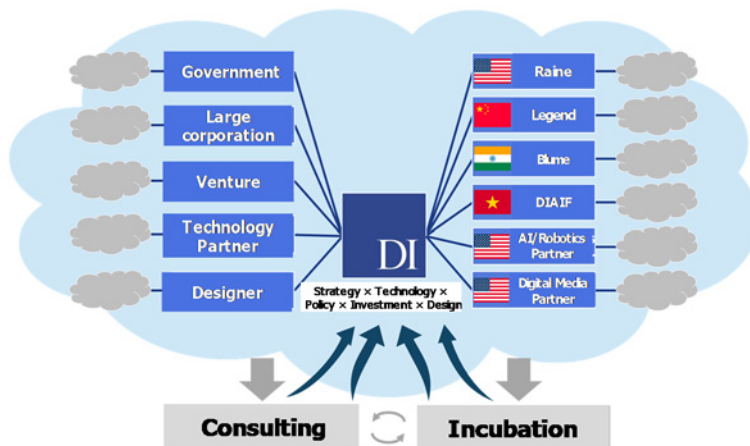 Government
Large
corporation
Venture
Technology
Partner
Designer
DI
Strategy × Technology ×
Policy × Investment × Design
Raine
Legend
Blume
DIAIF
AI/Robotics
Partner
Digital Media
Partner
Consulting
Incubation